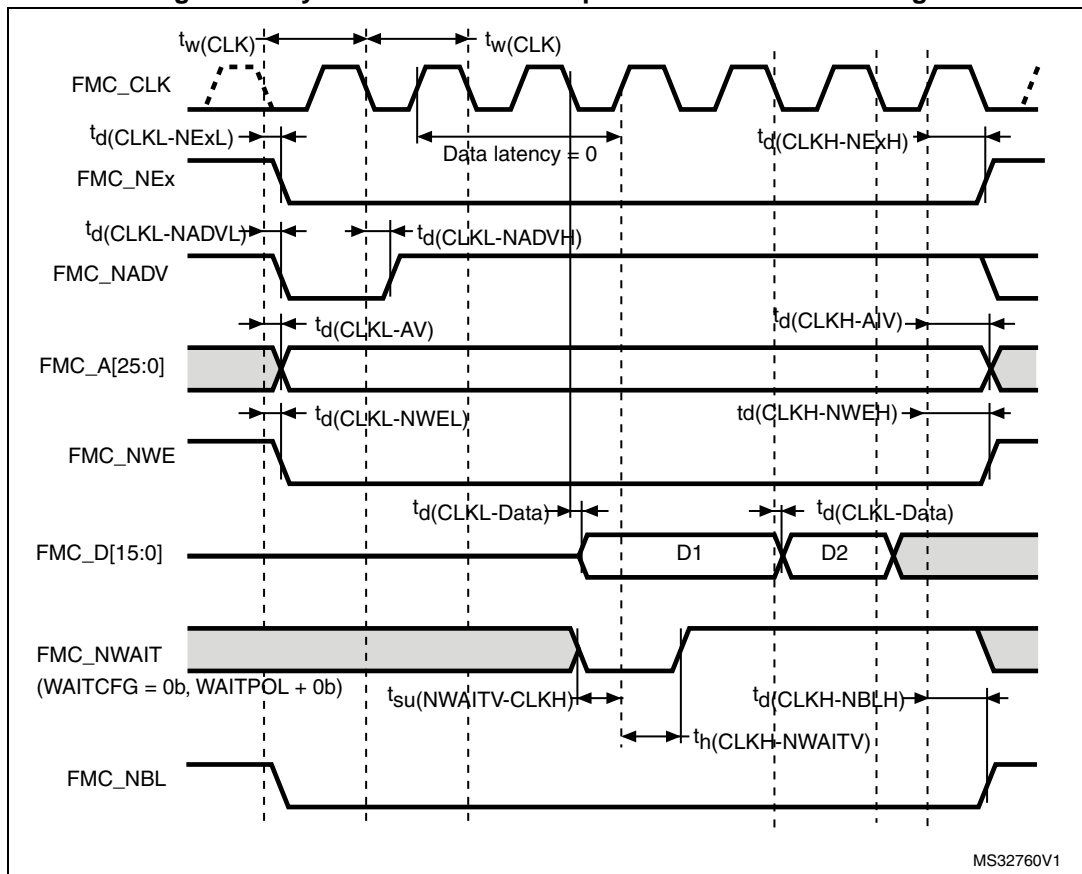 tw(CLK) tw(CLK)
FMC_CLK
td(CLKL-NExL) Data latency = 0 td(CLKH-NExH)
FMC_NEx
td(CLKL-NADVL) td(CLKL-NADVH)
FMC_NADV
td(CLKL-AV) td(CLKH-AIV)
FMC_A[25:0]
td(CLKL-NWEL) td(CLKH-NWEH)
FMC_NWE
td(CLKL-Data) td(CLKL-Data)
FMC_D[15:0] D1 D2
FMC_NWAIT
(WAITCFG = 0b, WAITPOL + 0b) tsu(NWAITV-CLKH) td(CLKH-NBLH)
th(CLKH-NWAITV)
FMC_NBL
MS32760V1